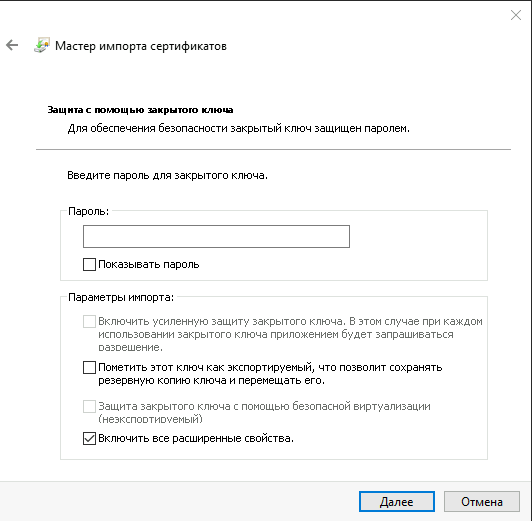 Мастер импорта сертификатов
Защита с помощью закрытого ключа
Для обеспечения безопасности закрытый ключ защищен паролем.
Введите пароль для закрытого ключа.
Пароль:
Показывать пароль
Параметры импорта:
Включить усиленную защиту закрытого ключа. В этом случае при каждом
использовании закрытого ключа приложением будет запрашиваться
разрешение.
Пометить этот ключ как экспортируемый, что позволит сохранять
резервную копию ключа и перемещать его.
Защита закрытого ключа с помощью безопасной виртуализации
(неэкспортируемый)
Включить все расширенные свойства.
Далее
Отмена